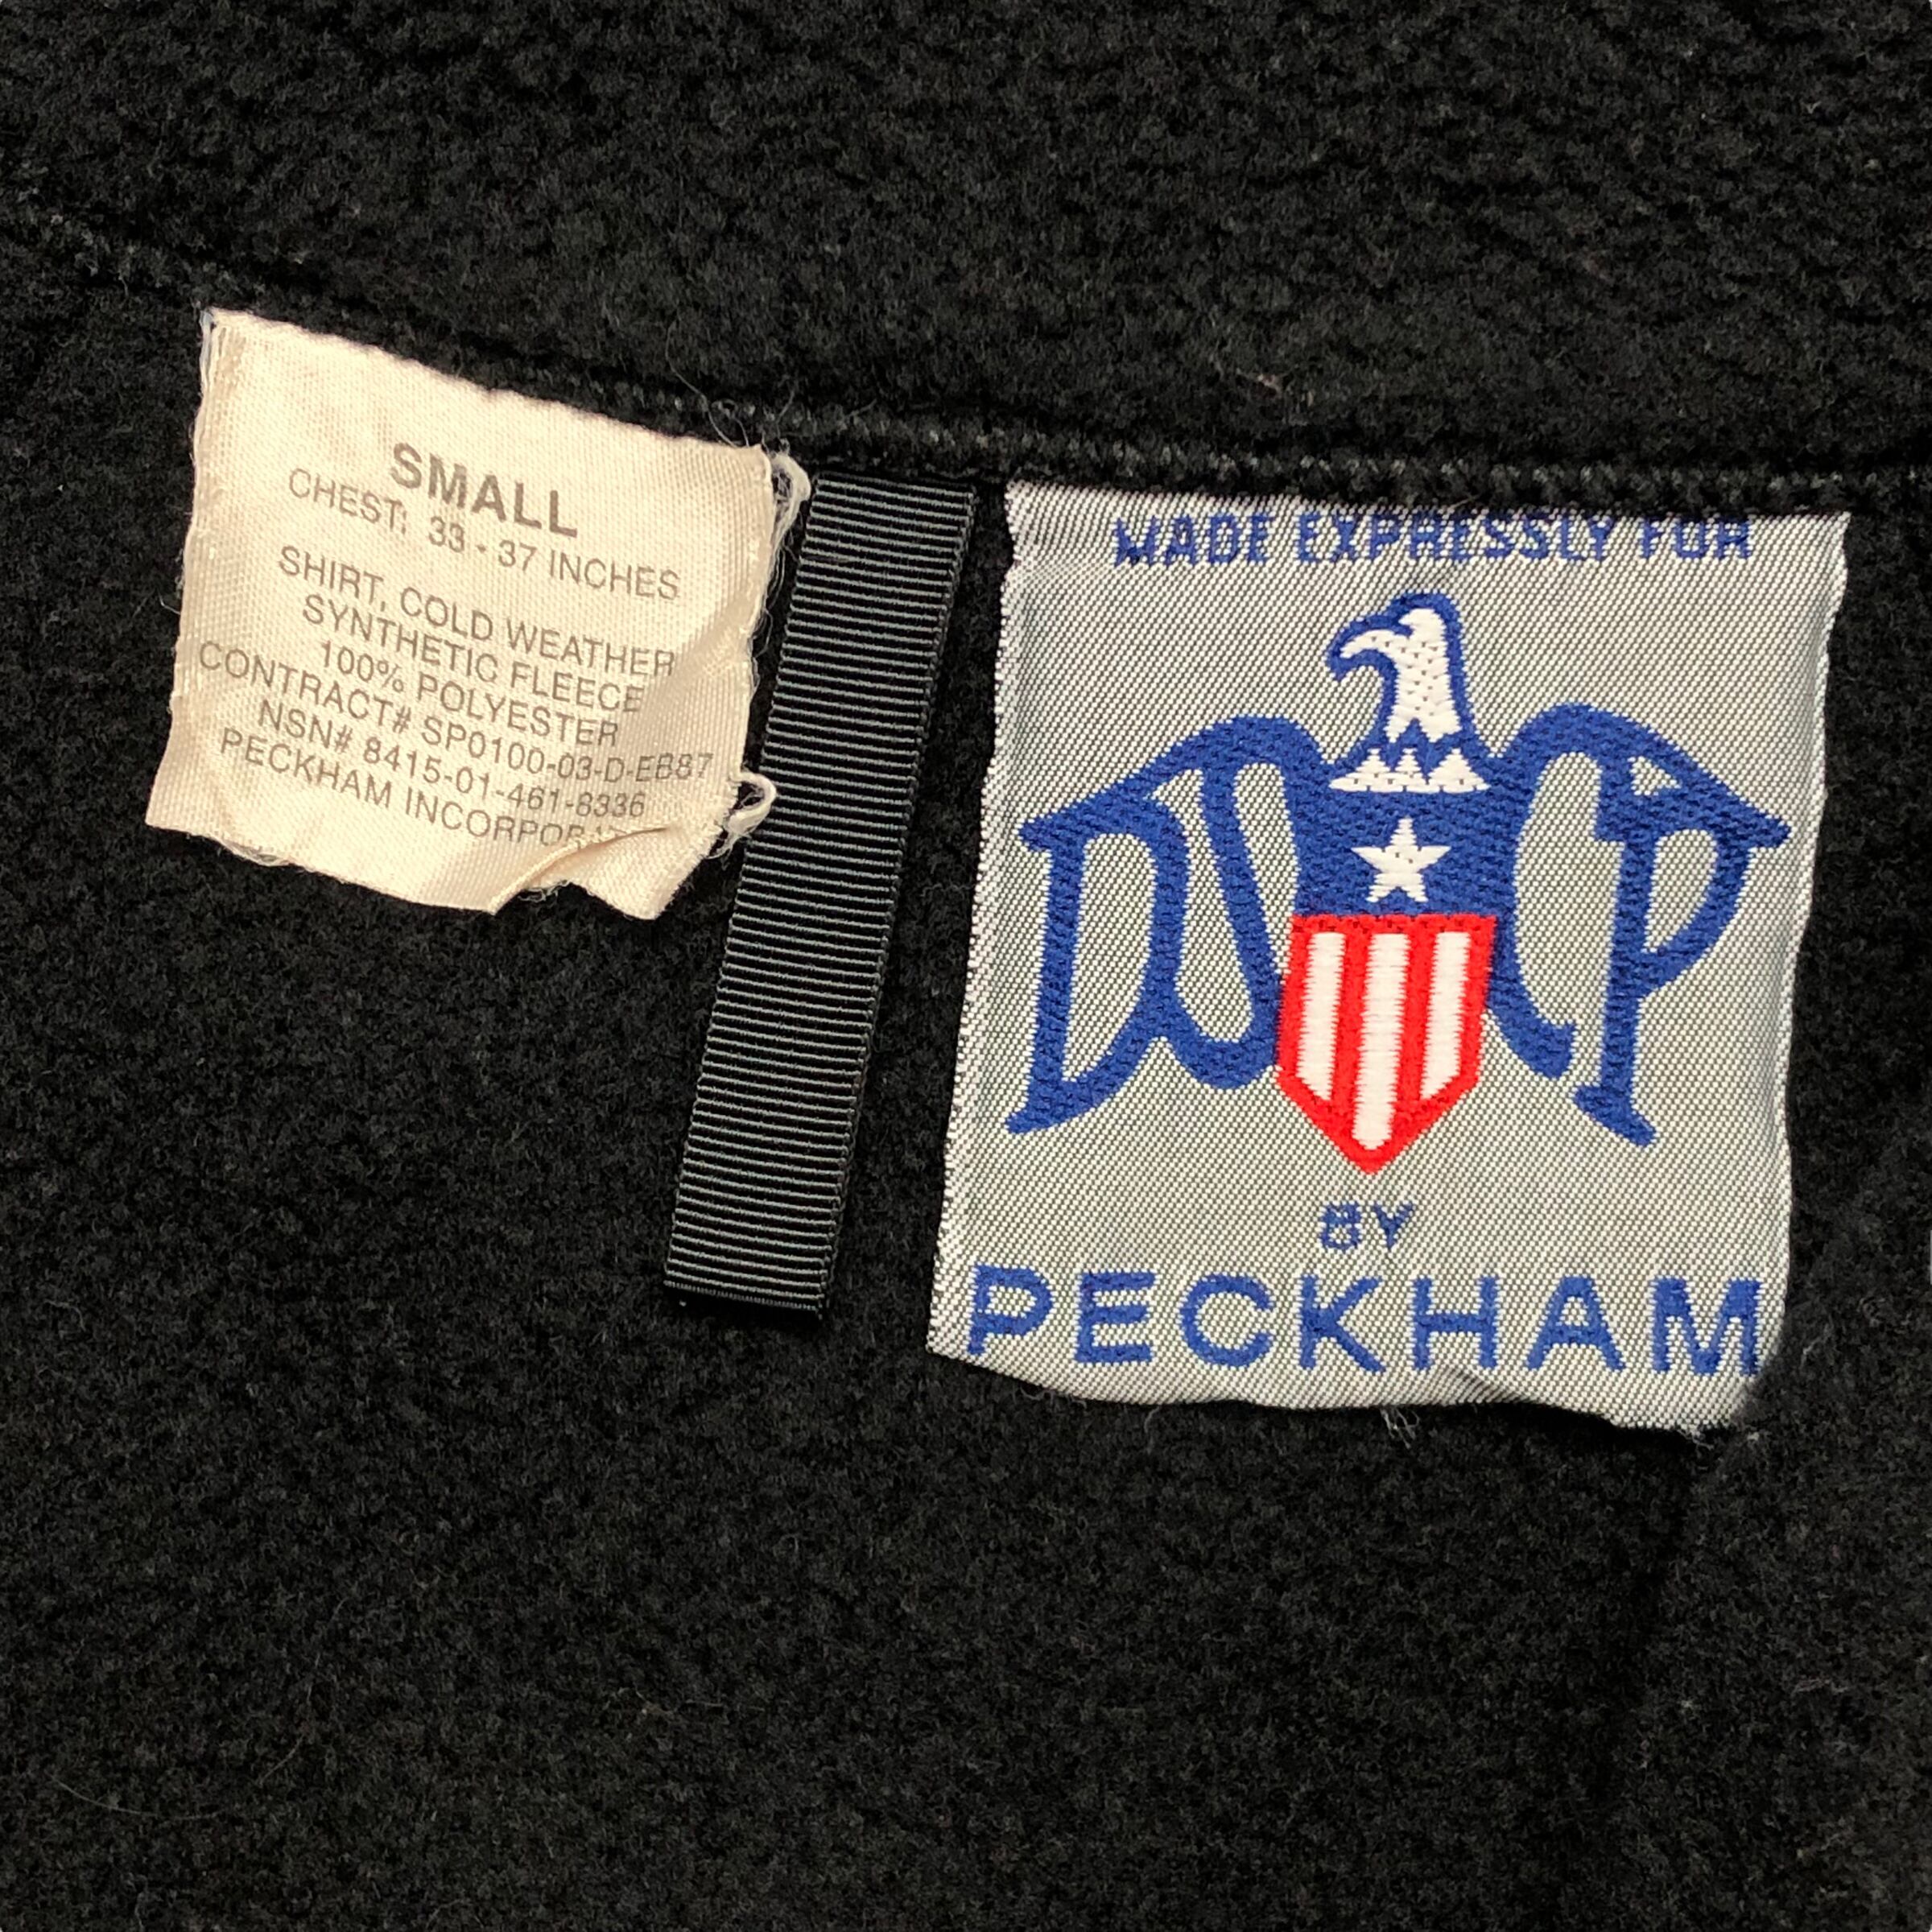 SMALL
CHEST: 33 - 37 INCHES
SHIRT, COLD WEATHER
SYNTHETIC FLEECE
100% POLYESTER
CONTRACT# SP0100-03-D-EB87
NSN# 8415-01-461-8336
PECKHAM
MADE EXPRESSLY FOR
DSCP
BY
PECKHAM